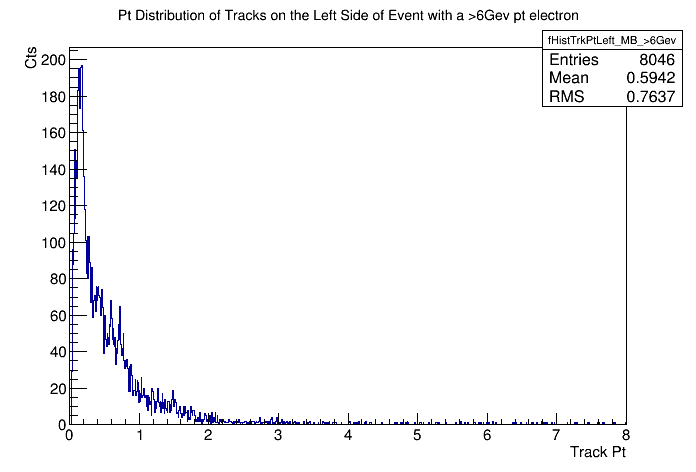 Pt Distribution of Tracks on the Left Side of Event with a >6Gev pt electron
fHistTrkPtLeft_MB_>6Gev
Entries 8046
Mean 0.5942
RMS 0.7637
Cts
200
180
160
140
120
100
80
60
40
20
0
0 1 2 3 4 5 6 7 8
Track Pt